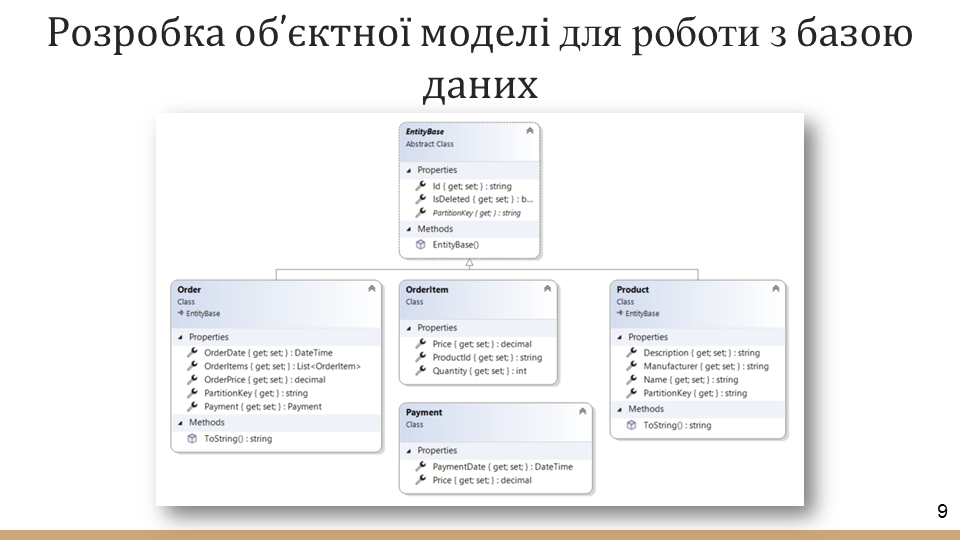 Розробка об’єктної моделі для роботи з базою
даних
EntityBase
Abstract Class
Properties
Id { get; set; } : string
IsDeleted { get; set; } : b...
PartitionKey { get; } : string
Methods
EntityBase()
Order
Class
EntityBase
Properties
OrderDate { get; set; } : DateTime
OrderItems { get; set; } : List<OrderItem>
OrderPrice { get; set; } : decimal
PartitionKey { get; } : string
Payment { get; set; } : Payment
Methods
ToString() : string
OrderItem
Class
Properties
Price { get; set; } : decimal
ProductId { get; set; } : string
Quantity { get; set; } : int
Payment
Class
Properties
PaymentDate { get; set; } : DateTime
Price { get; set; } : decimal
Product
Class
EntityBase
Properties
Description { get; set; } : string
Manufacturer { get; set; } : string
Name { get; set; } : string
PartitionKey { get; } : string
Methods
ToString() : string
9